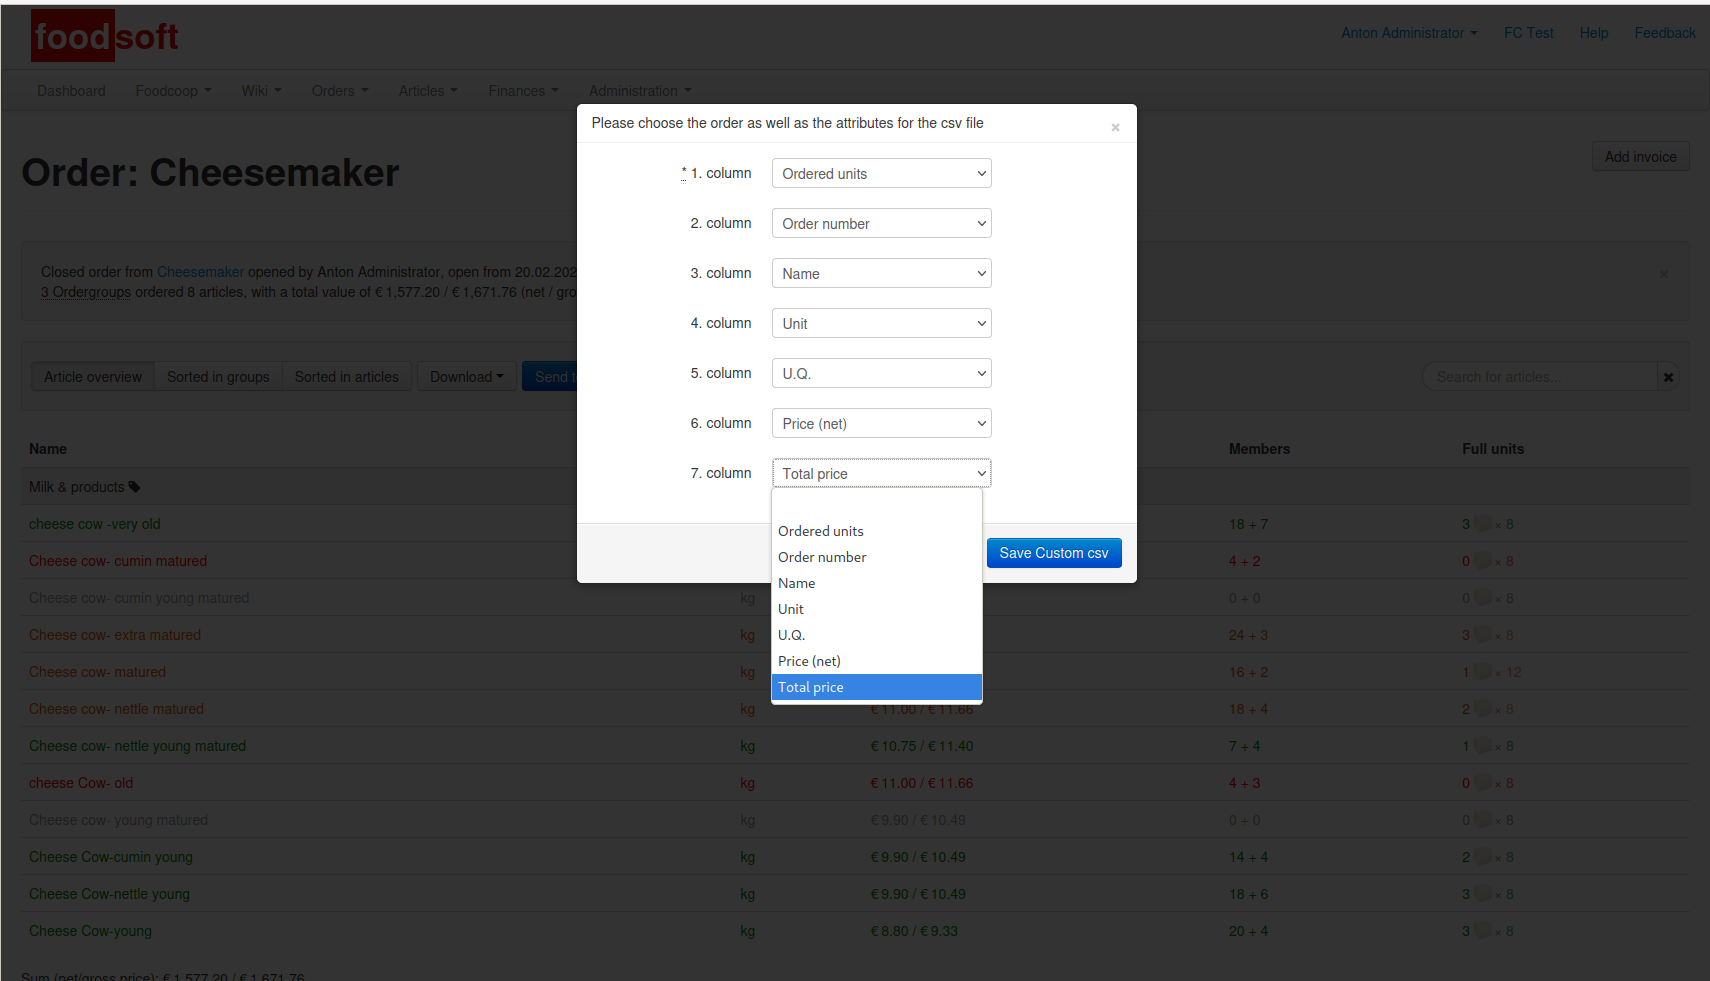 foodsoft
Anton Administrator FC Test Help Feedback
Dashboard Foodcoop Wiki Orders Articles Finances Administration
Please choose the order as well as the attributes for the csv file ×
Order: Cheesemaker
Add invoice
* 1. column Ordered units
2. column Order number
3. column Name
4. column Unit
5. column U.Q.
6. column Price (net)
7. column Total price
Ordered units
Order number
Name
Unit
U.Q.
Price (net)
Total price
Save Custom csv
Closed order from Cheesemaker opened by Anton Administrator, open from 20.02.202
3 Ordergroups ordered 8 articles, with a total value of € 1,577.20 / € 1,671.76 (net / gro
×
Article overview Sorted in groups Sorted in articles Download Send t Search for articles...
Name Members Full units
Milk & products
cheese cow -very old 18 + 7 3 × 8
Cheese cow- cumin matured 4 + 2 0 × 8
Cheese cow- cumin young matured kg 0 + 0 0 × 8
Cheese cow- extra matured kg 24 + 3 3 × 8
Cheese cow- matured kg 16 + 2 1 × 12
Cheese cow- nettle matured kg € 11.00 / € 11.66 18 + 4 2 × 8
Cheese cow- nettle young matured kg € 10.75 / € 11.40 7 + 4 1 × 8
cheese Cow- old kg € 11.00 / € 11.66 4 + 3 0 × 8
Cheese cow- young matured kg € 9.90 / € 10.49 0 + 0 0 × 8
Cheese Cow-cumin young kg € 9.90 / € 10.49 14 + 4 2 × 8
Cheese Cow-nettle young kg € 9.90 / € 10.49 18 + 6 3 × 8
Cheese Cow-young kg € 8.80 / € 9.33 20 + 4 3 × 8
Sum (net/gross price): € 1,577.20 / € 1,671.76